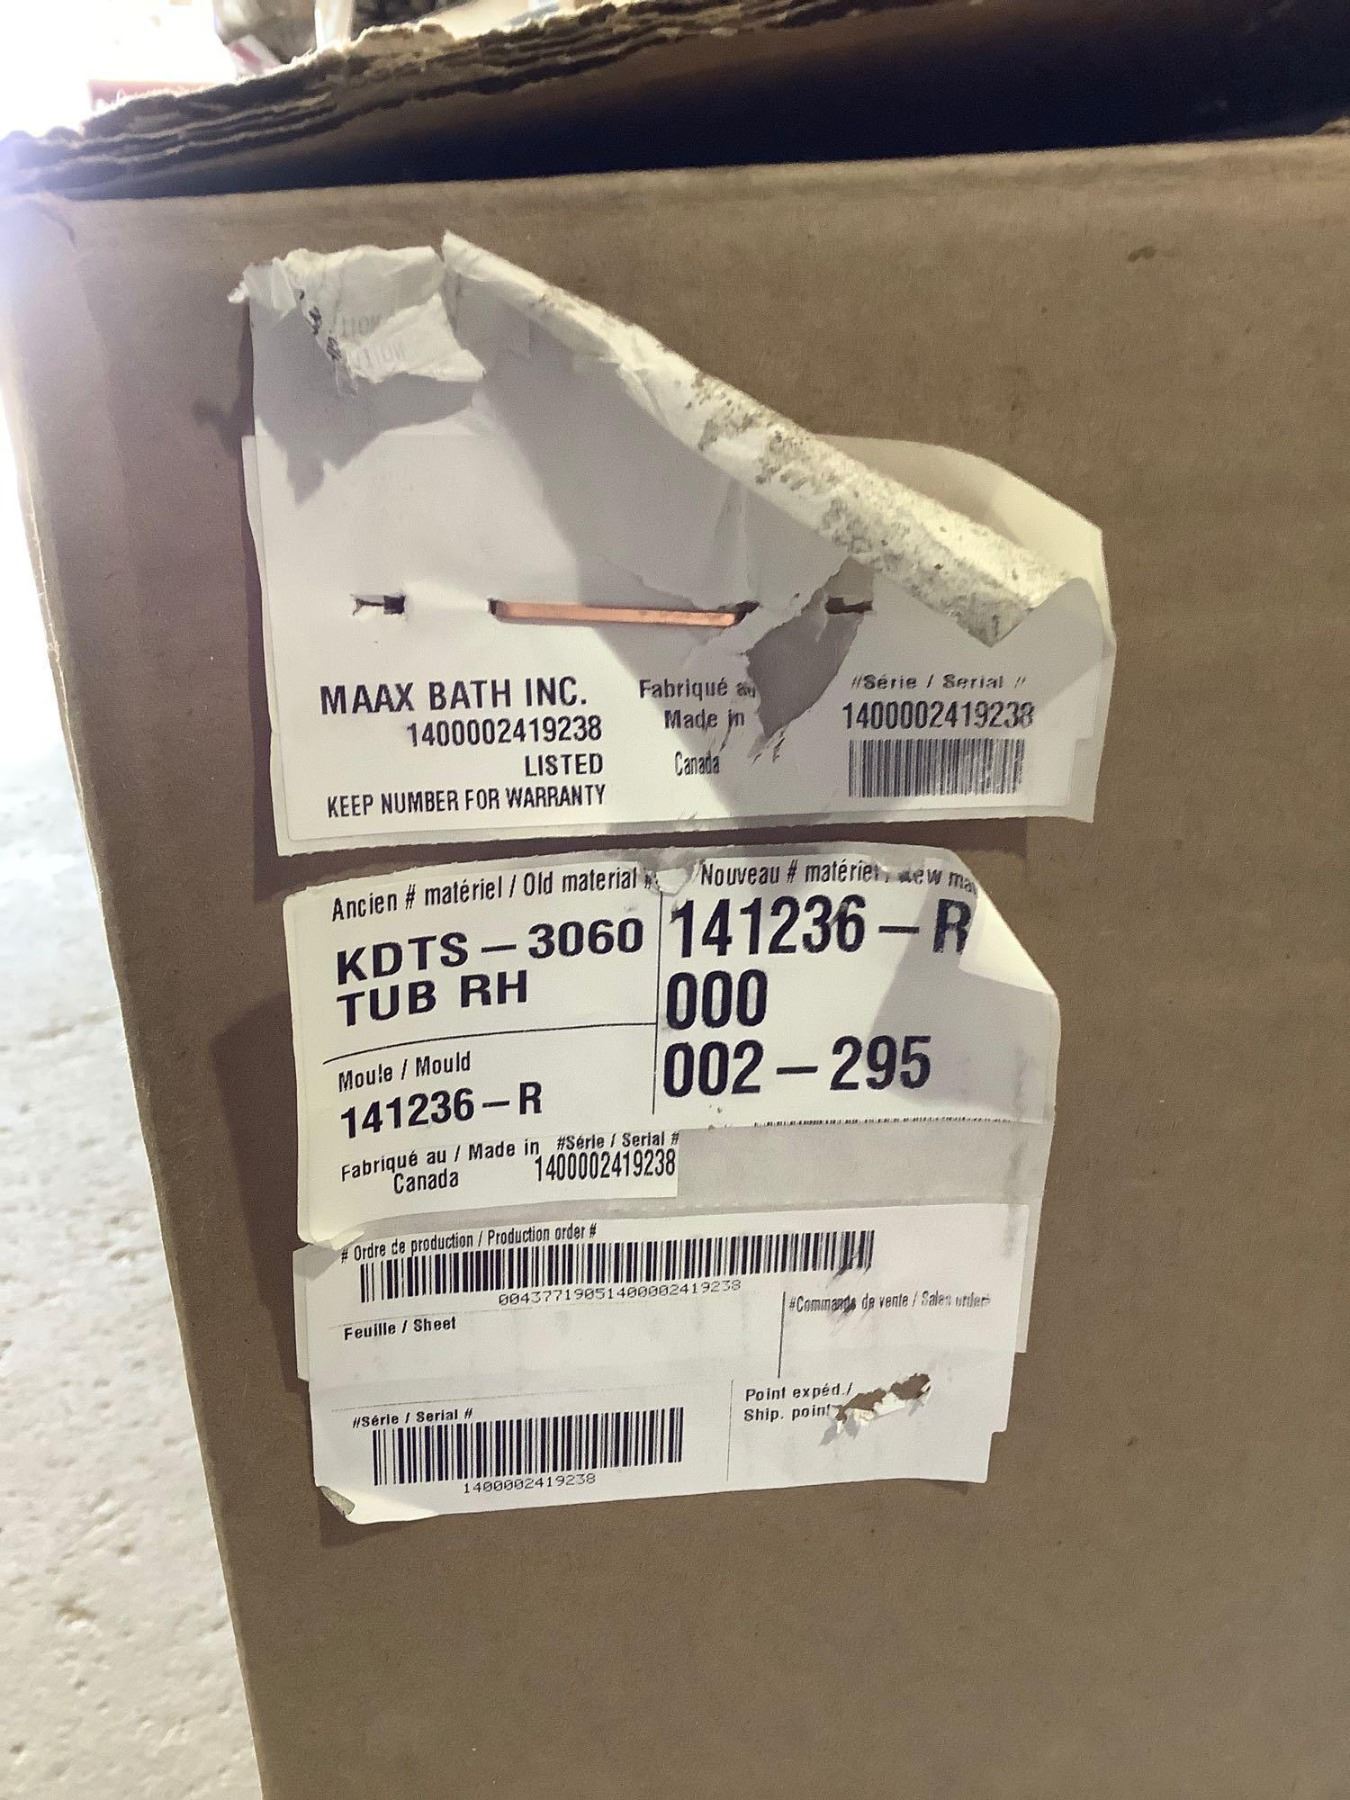 MAAX BATH INC.
1400002419238
LISTED
KEEP NUMBER FOR WARRANTY
Fabriqué au
Made in
Canada
#Série / Serial #
1400002419238
Ancien # matériel / Old material #
KDTS-3060
TUB RH
Nouveau # matériel / New
141236-R
000
002-295
Moule / Mould
141236-R
Fabriqué au / Made in
Canada
#Série / Serial #
1400002419238
# Ordre de production / Production order #
00437719051400002419238
Feuille / Sheet
#Commande de vente / Sales order#
#Série / Serial #
1400002419238
Point expéd./
Ship. point